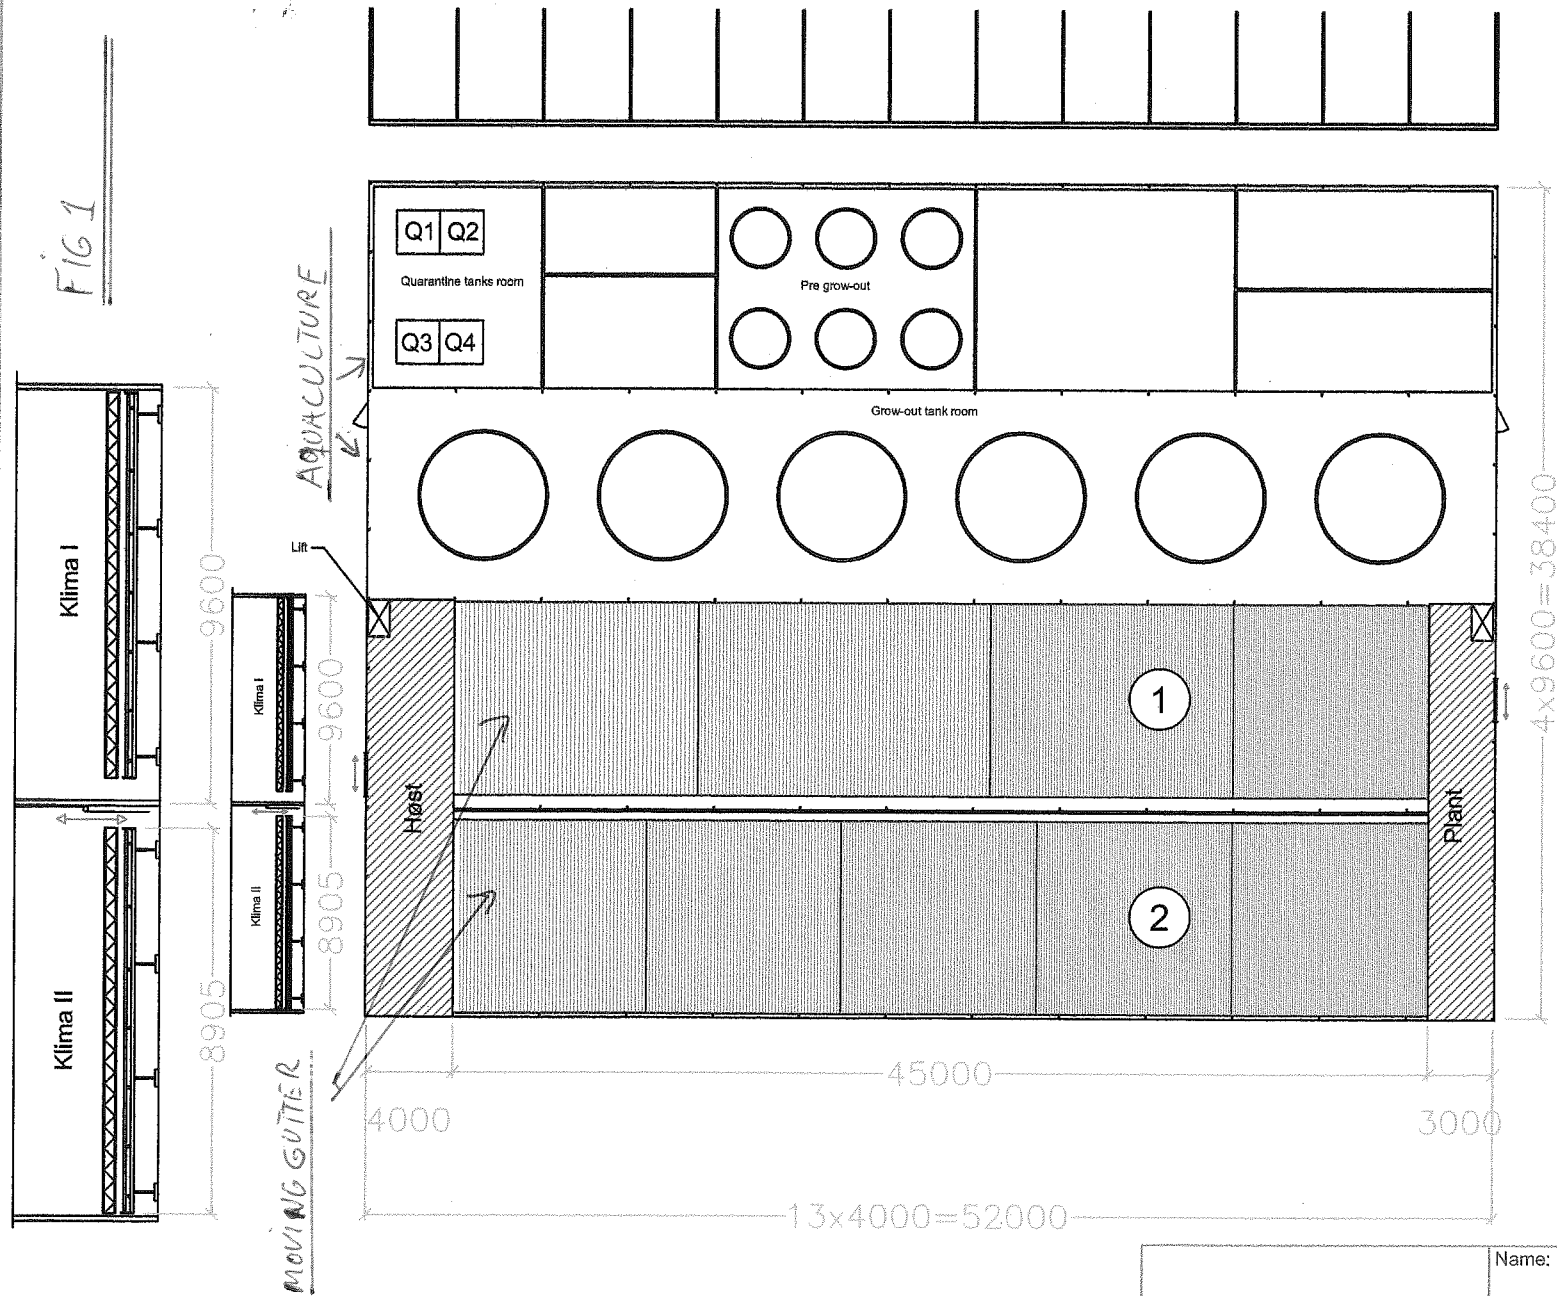 FIG 1
Q1 Q2
Quarantine tanks room
Q3 Q4
Pre grow-out
AQUACULTURE
Grow-out tank room
Lift
Klima I
9600
Klima II
8905
Klima I
9600
Klima II
8905
Høst
1
2
Plant
4x9600=38400
45000
4000
3000
13x4000=52000
MOVING GUTTER
Name: